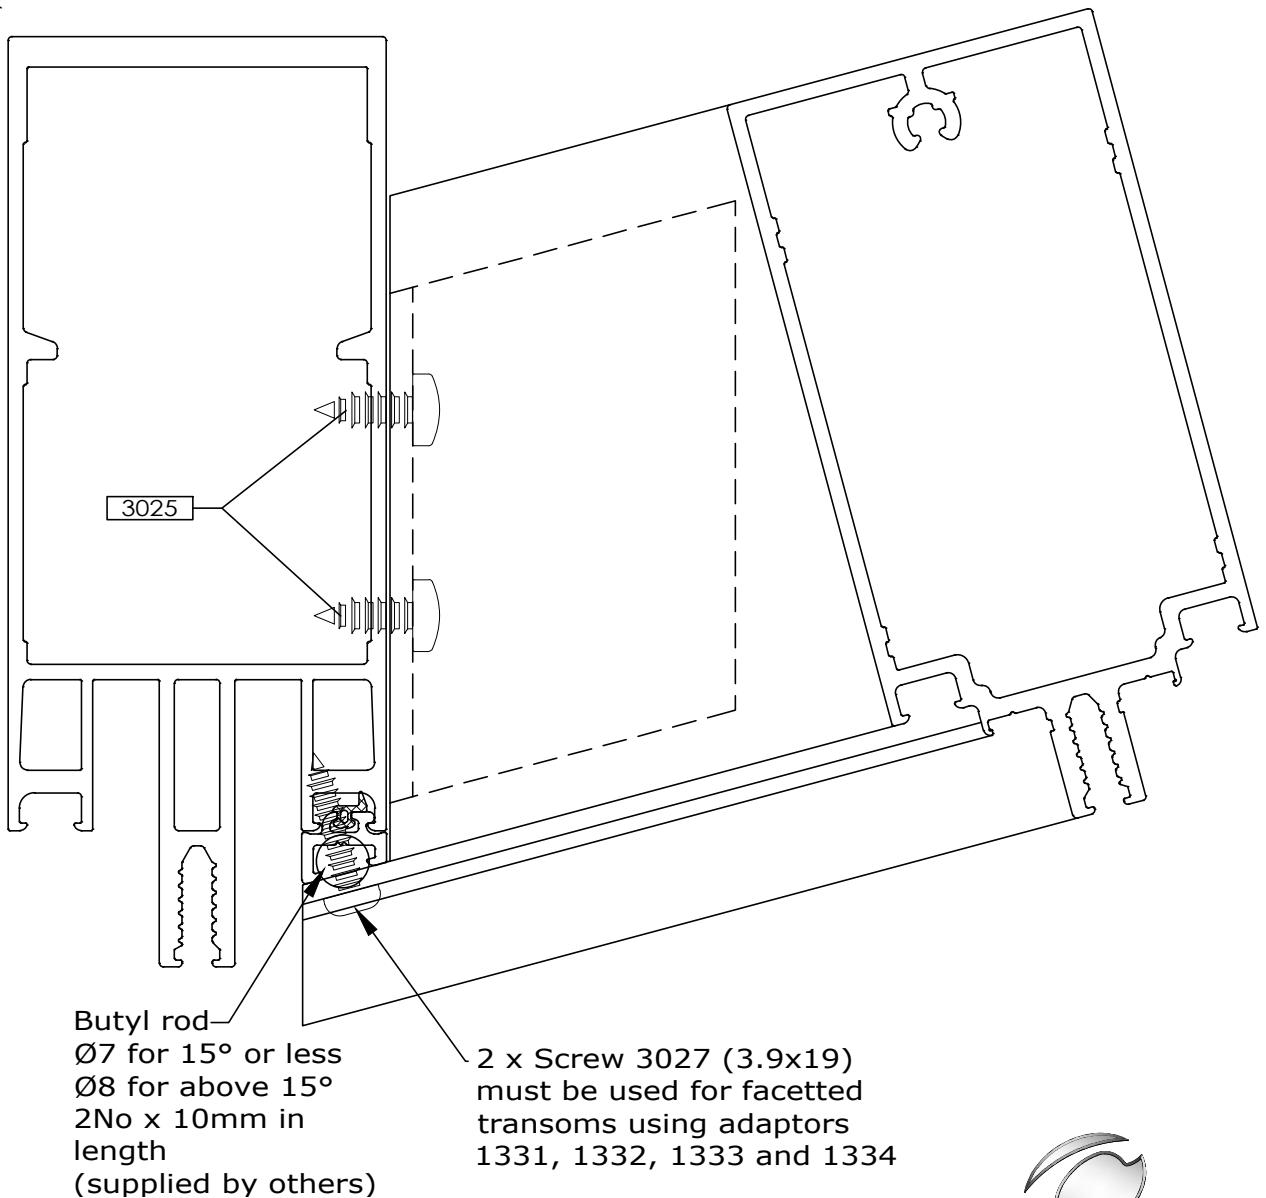 3025
Butyl rod
Ø7 for 15° or less
Ø8 for above 15°
2No x 10mm in
length
(supplied by others)
2 x Screw 3027 (3.9x19)
must be used for facetted
transoms using adaptors
1331, 1332, 1333 and 1334